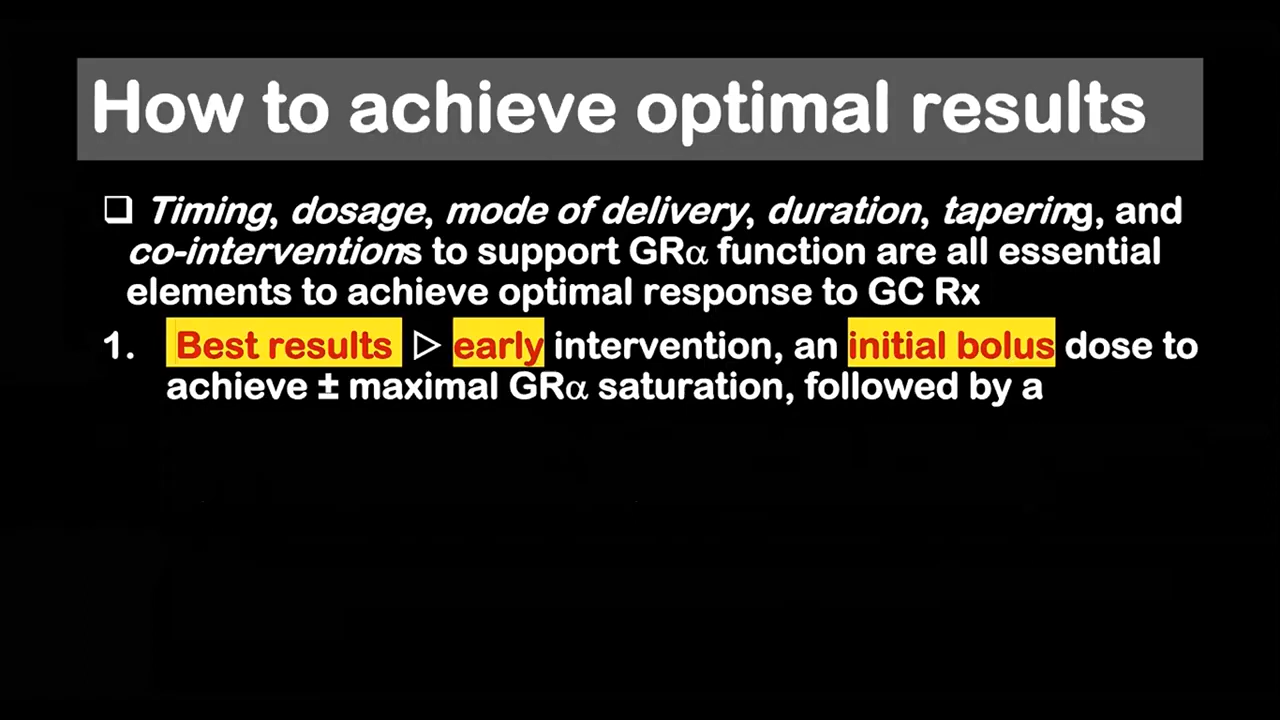 How to achieve optimal results
❑ Timing, dosage, mode of delivery, duration, tapering, and
co-interventions to support GRα function are all essential
elements to achieve optimal response to GC Rx
1. Best results ▷ early intervention, an initial bolus dose to
achieve ± maximal GRα saturation, followed by a